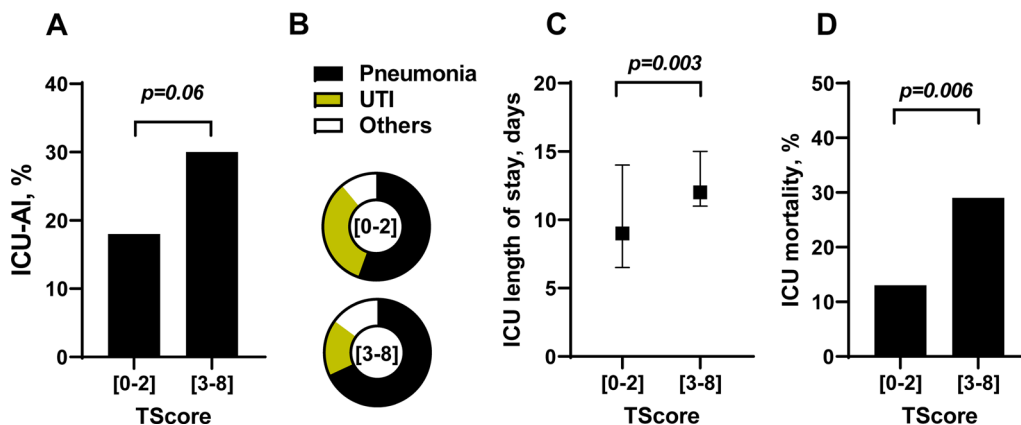 A
ICU-AI, %
40
30
20
10
0
p=0.06
[0-2]
[3-8]
TScore
B
Pneumonia
UTI
Others
[0-2]
[3-8]
C
ICU length of stay, days
20
15
10
5
0
p=0.003
[0-2]
[3-8]
TScore
D
ICU mortality, %
50
40
30
20
10
0
p=0.006
[0-2]
[3-8]
TScore